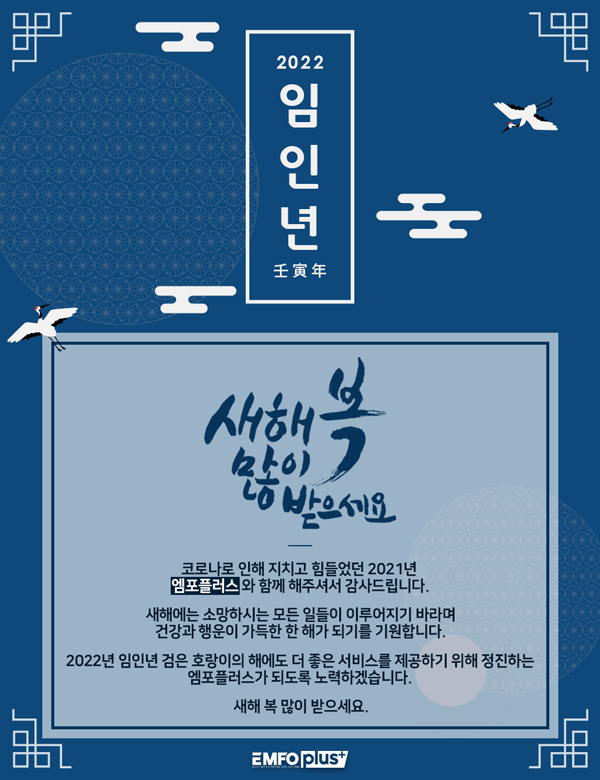 2022
임
인
년
壬寅年
새해 복
많이
받으세요
코로나로 인해 지치고 힘들었던 2021년
엠포플러스와 함께 해주셔서 감사드립니다.
새해에는 소망하시는 모든 일들이 이루어지기 바라며
건강과 행운이 가득한 한 해가 되기를 기원합니다.
2022년 임인년 검은 호랑이의 해에도 더 좋은 서비스를 제공하기 위해 정진하는
엠포플러스가 되도록 노력하겠습니다.
새해 복 많이 받으세요.
EMFO plus+